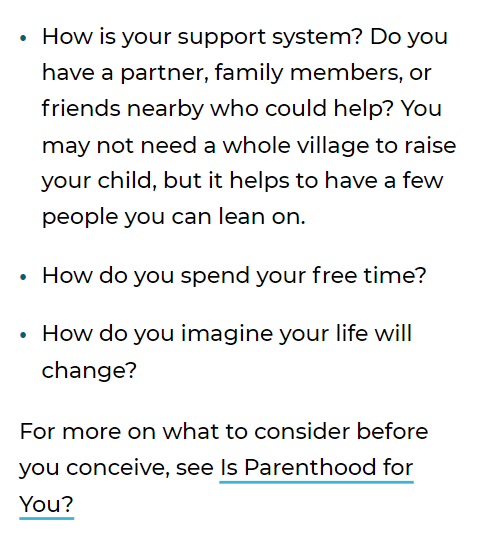 • How is your support system? Do you
have a partner, family members, or
friends nearby who could help? You
may not need a whole village to raise
your child, but it helps to have a few
people you can lean on.
• How do you spend your free time?
• How do you imagine your life will
change?
For more on what to consider before
you conceive, see Is Parenthood for
You?